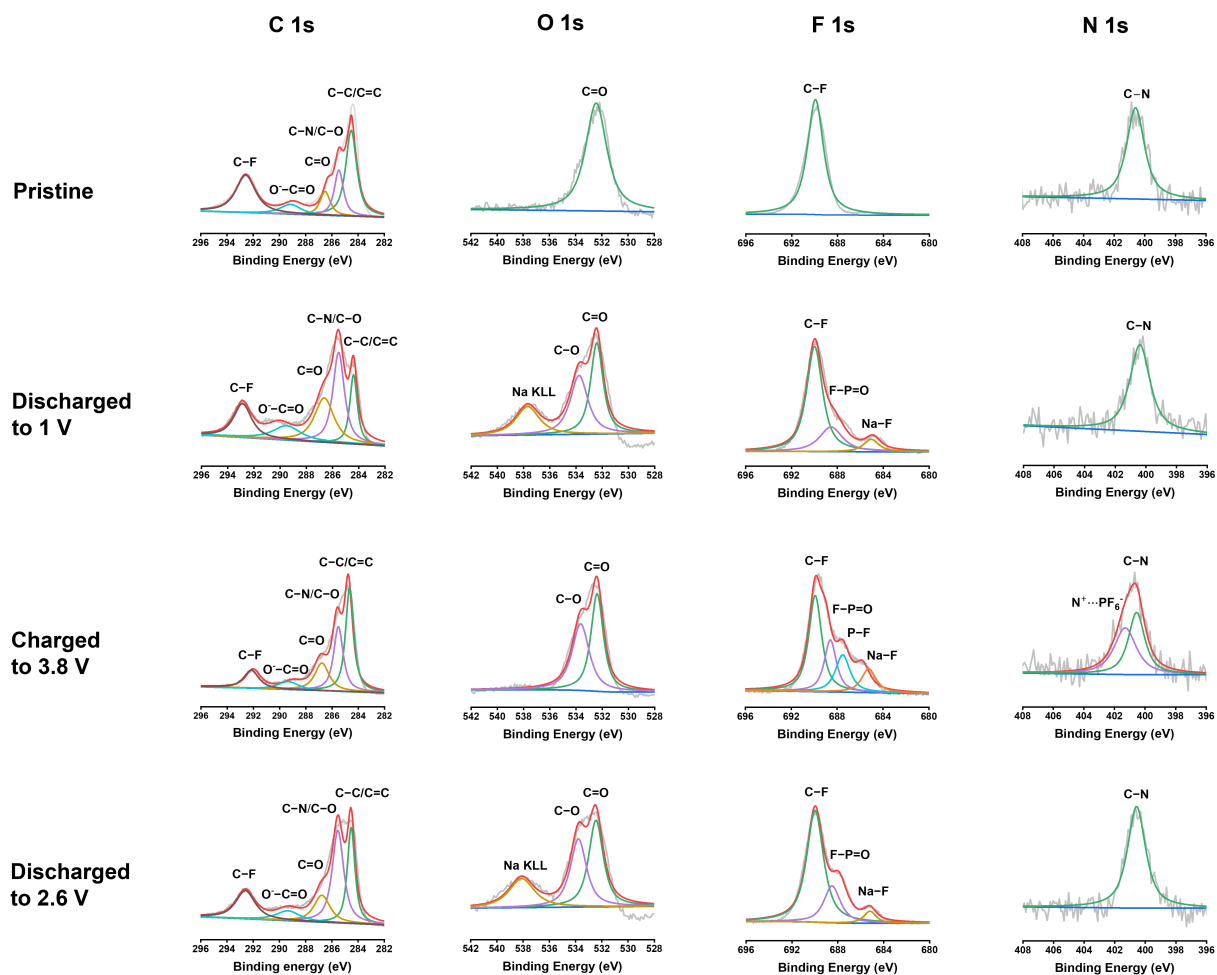 C 1s
O 1s
F 1s
N 1s
Pristine
C−C/C=C
C−N/C−O
C=O
C−F
O⁻−C=O
296 294 292 290 288 286 284 282
Binding Energy (eV)
C=O
542 540 538 536 534 532 530 528
Binding Energy (eV)
C−F
696 692 688 684 680
Binding Energy (eV)
C−N
408 406 404 402 400 398 396
Binding Energy (eV)
Discharged
to 1 V
C−N/C−O
C−C/C=C
C=O
C−F
O⁻−C=O
296 294 292 290 288 286 284 282
Binding Energy (eV)
C=O
C−O
Na KLL
542 540 538 536 534 532 530 528
Binding Energy (eV)
C−F
F−P=O
Na−F
696 692 688 684 680
Binding Energy (eV)
C−N
408 406 404 402 400 398 396
Binding Energy (eV)
Charged
to 3.8 V
C−C/C=C
C−N/C−O
C=O
C−F
O⁻−C=O
296 294 292 290 288 286 284 282
Binding Energy (eV)
C=O
C−O
542 540 538 536 534 532 530 528
Binding Energy (eV)
C−F
F−P=O
P−F
Na−F
696 692 688 684 680
Binding Energy (eV)
C−N
N⁺···PF₆⁻
408 406 404 402 400 398 396
Binding Energy (eV)
Discharged
to 2.6 V
C−C/C=C
C−N/C−O
C=O
C−F
O⁻−C=O
296 294 292 290 288 286 284 282
Binding energy (eV)
C=O
C−O
Na KLL
542 540 538 536 534 532 530 528
Binding Energy (eV)
C−F
F−P=O
Na−F
696 692 688 684 680
Binding Energy (eV)
C−N
408 406 404 402 400 398 396
Binding Energy (eV)